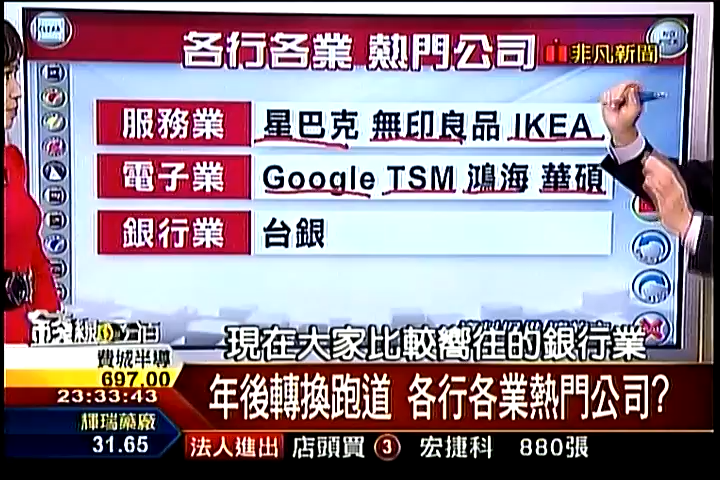 各行各業 熱門公司
非凡新聞
服務業 星巴克 無印良品 IKEA
電子業 Google TSM 鴻海 華碩
銀行業 台銀
現在大家比較嚮往的銀行業
費城半導
697.00
23:33:43
年後轉換跑道 各行各業熱門公司?
輝瑞藥廠
31.65
法人進出 店頭買 3 宏捷科 880張